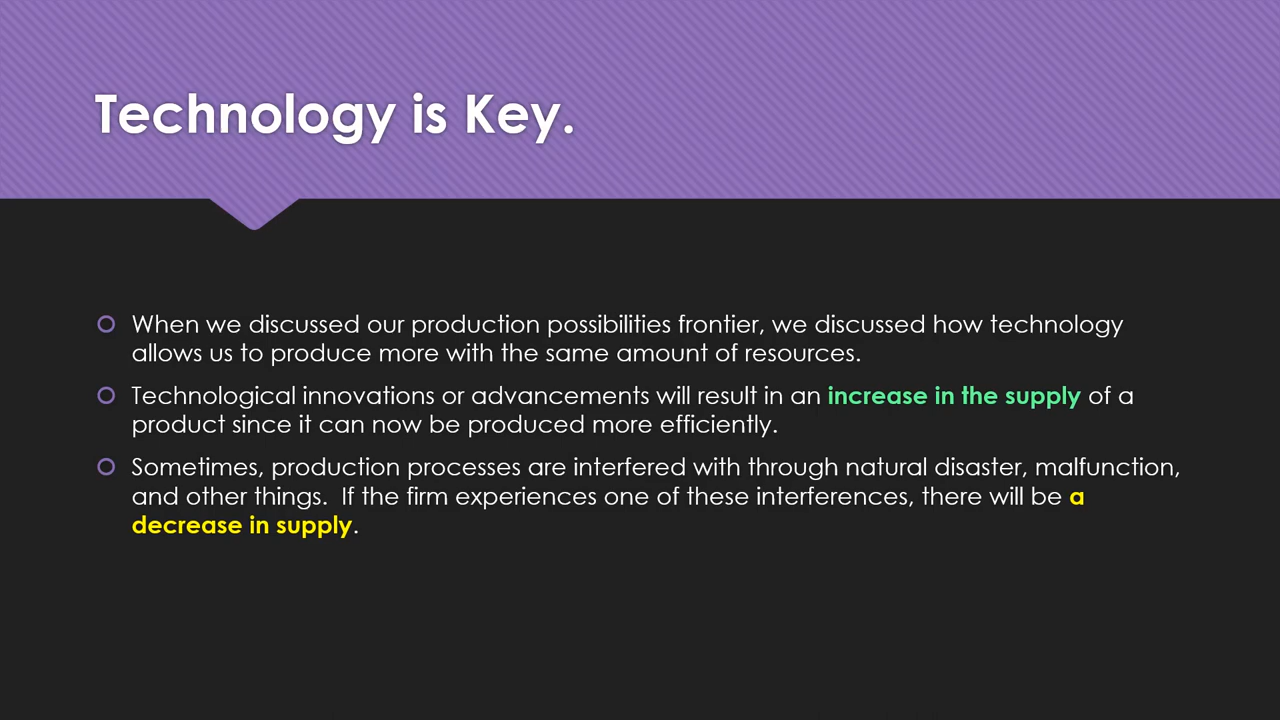 Technology is Key.
When we discussed our production possibilities frontier, we discussed how technology
allows us to produce more with the same amount of resources.
Technological innovations or advancements will result in an increase in the supply of a
product since it can now be produced more efficiently.
Sometimes, production processes are interfered with through natural disaster, malfunction,
and other things.  If the firm experiences one of these interferences, there will be a
decrease in supply.